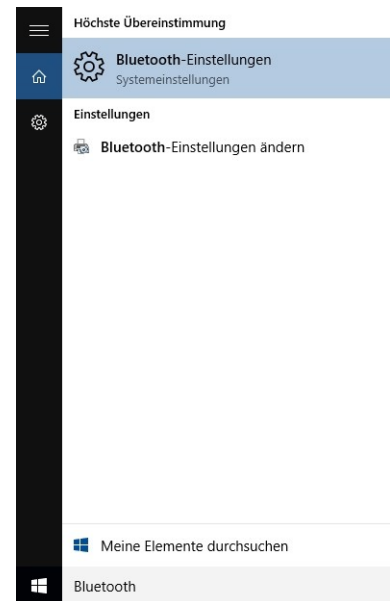 Höchste Übereinstimmung
Bluetooth-Einstellungen
Systemeinstellungen
Einstellungen
Bluetooth-Einstellungen ändern
Meine Elemente durchsuchen
Bluetooth